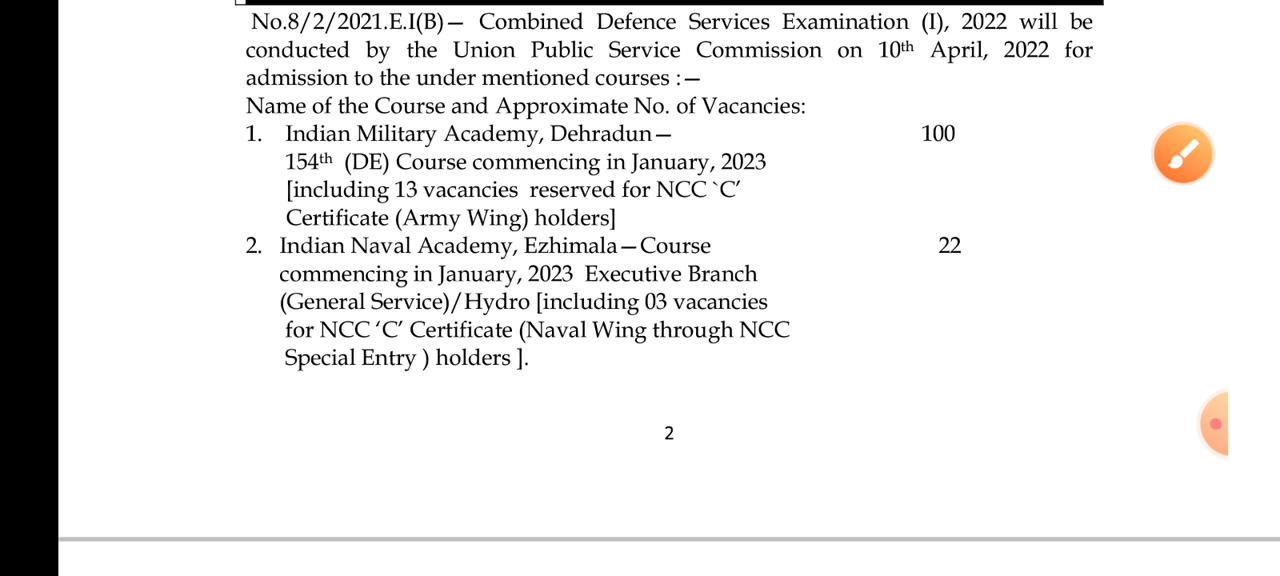 No.8/2/2021.E.I(B)— Combined Defence Services Examination (I), 2022 will be
conducted by the Union Public Service Commission on 10th April, 2022 for
admission to the under mentioned courses :—
Name of the Course and Approximate No. of Vacancies:
1. Indian Military Academy, Dehradun— 100
154th (DE) Course commencing in January, 2023
[including 13 vacancies reserved for NCC `C’
Certificate (Army Wing) holders]
2. Indian Naval Academy, Ezhimala—Course 22
commencing in January, 2023 Executive Branch
(General Service)/Hydro [including 03 vacancies
for NCC ‘C’ Certificate (Naval Wing through NCC
Special Entry ) holders ].
2